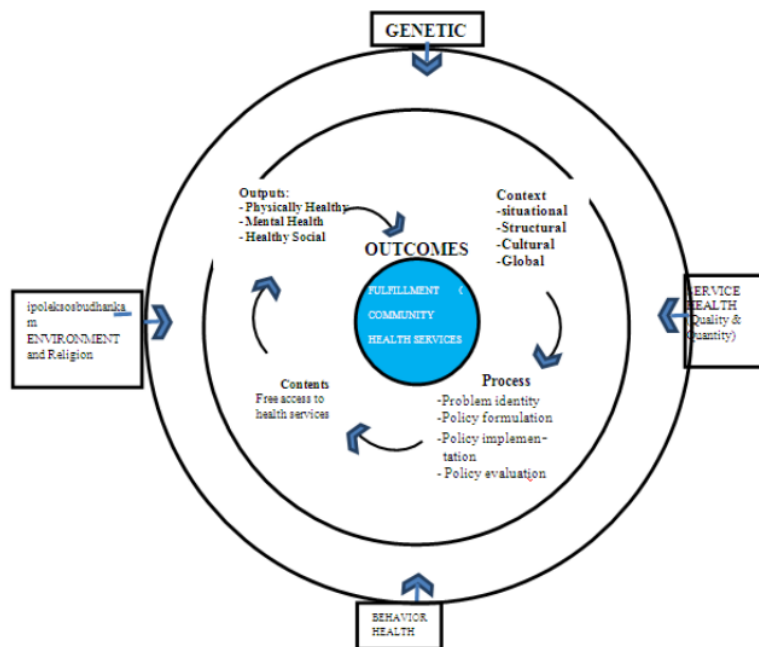 GENETIC
Outputs:
- Physically Healthy
- Mental Health
- Healthy Social
Context
-situational
-Structural
-Cultural
-Global
OUTCOMES
FULFILLMENT (
COMMUNITY
HEALTH SERVICES
ipoleksosbudhanka
m
ENVIRONMENT
and Religion
SERVICE
HEALTH
(Quality &
Quantity)
Contents
Free access to
health services
Process
-Problem identity
-Policy formulation
-Policy implemen-
tation
- Policy evaluation
BEHAVIOR
HEALTH